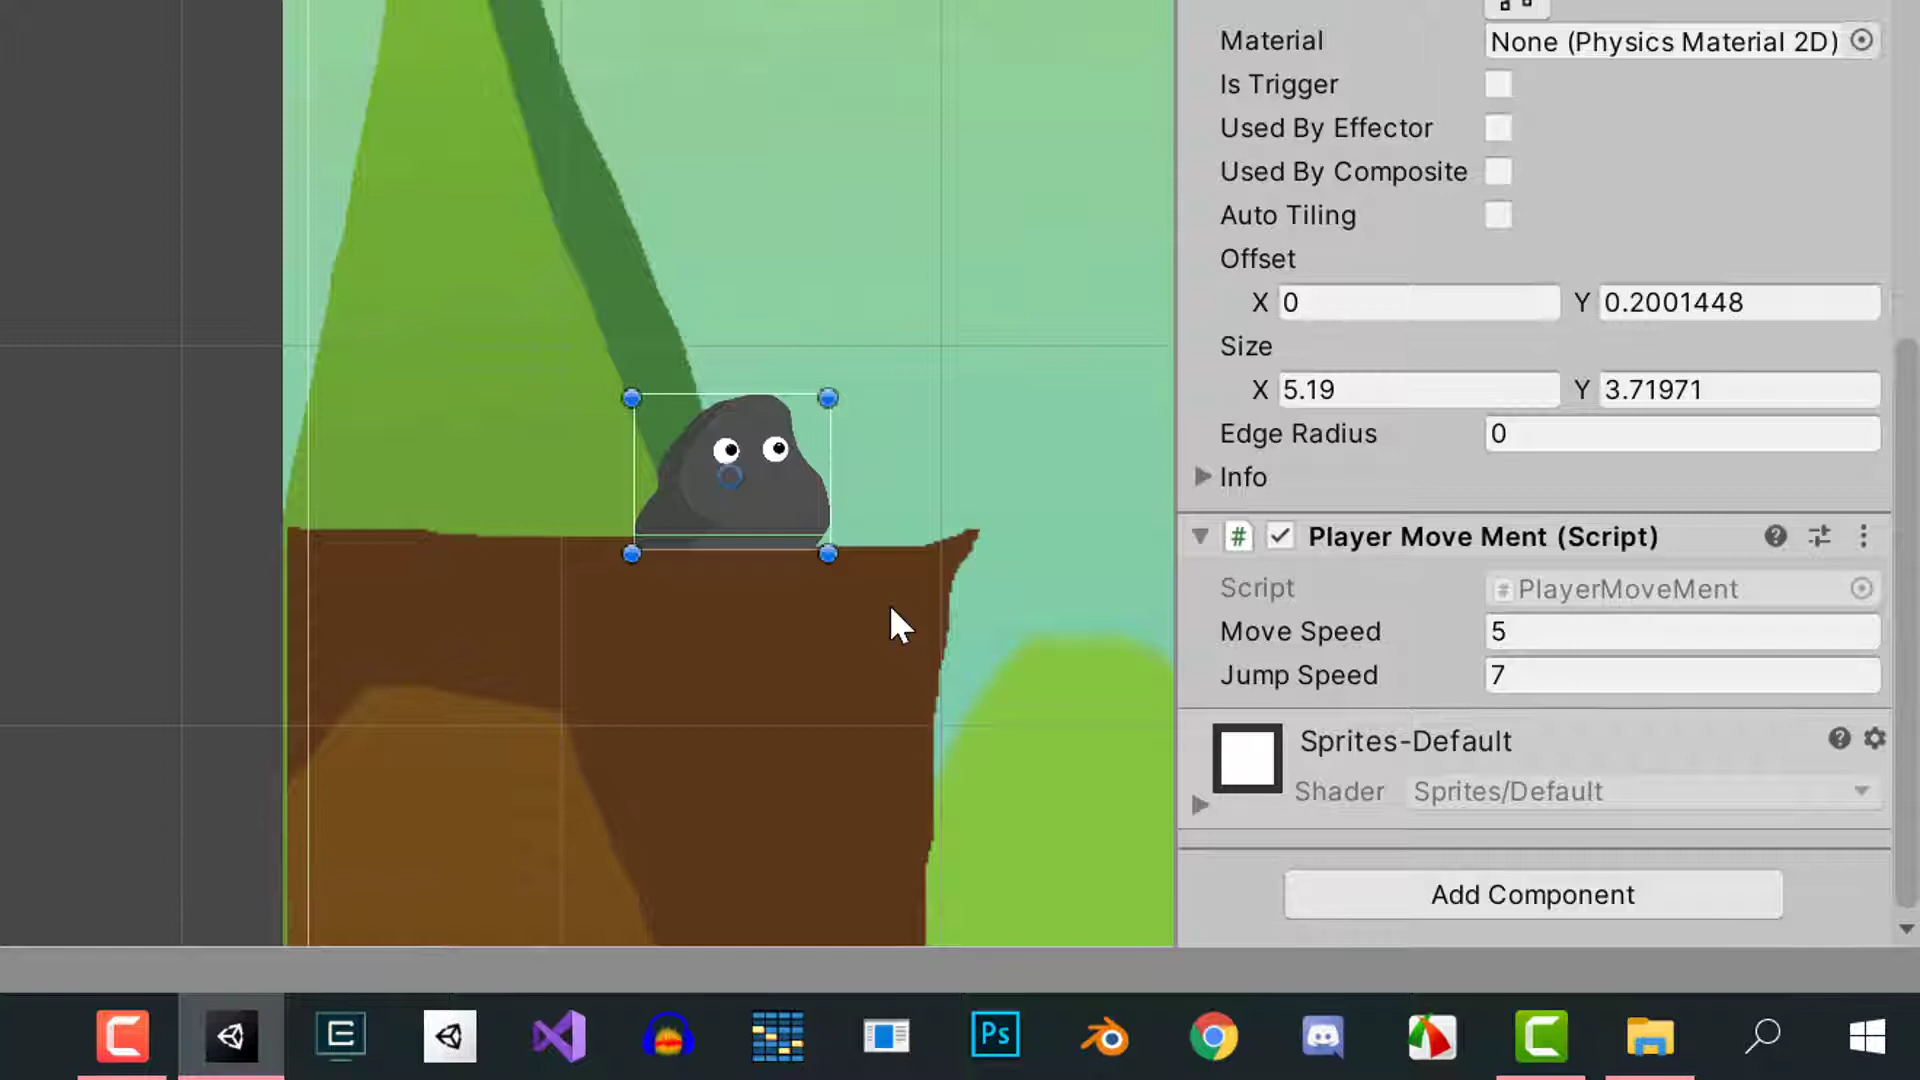 Material None (Physics Material 2D)
Is Trigger
Used By Effector
Used By Composite
Auto Tiling
Offset
X 0 Y 0.2001448
Size
X 5.19 Y 3.71971
Edge Radius 0
Info
# Player Move Ment (Script)
Script # PlayerMoveMent
Move Speed 5
Jump Speed 7
Sprites-Default
Shader Sprites/Default
Add Component
Ps